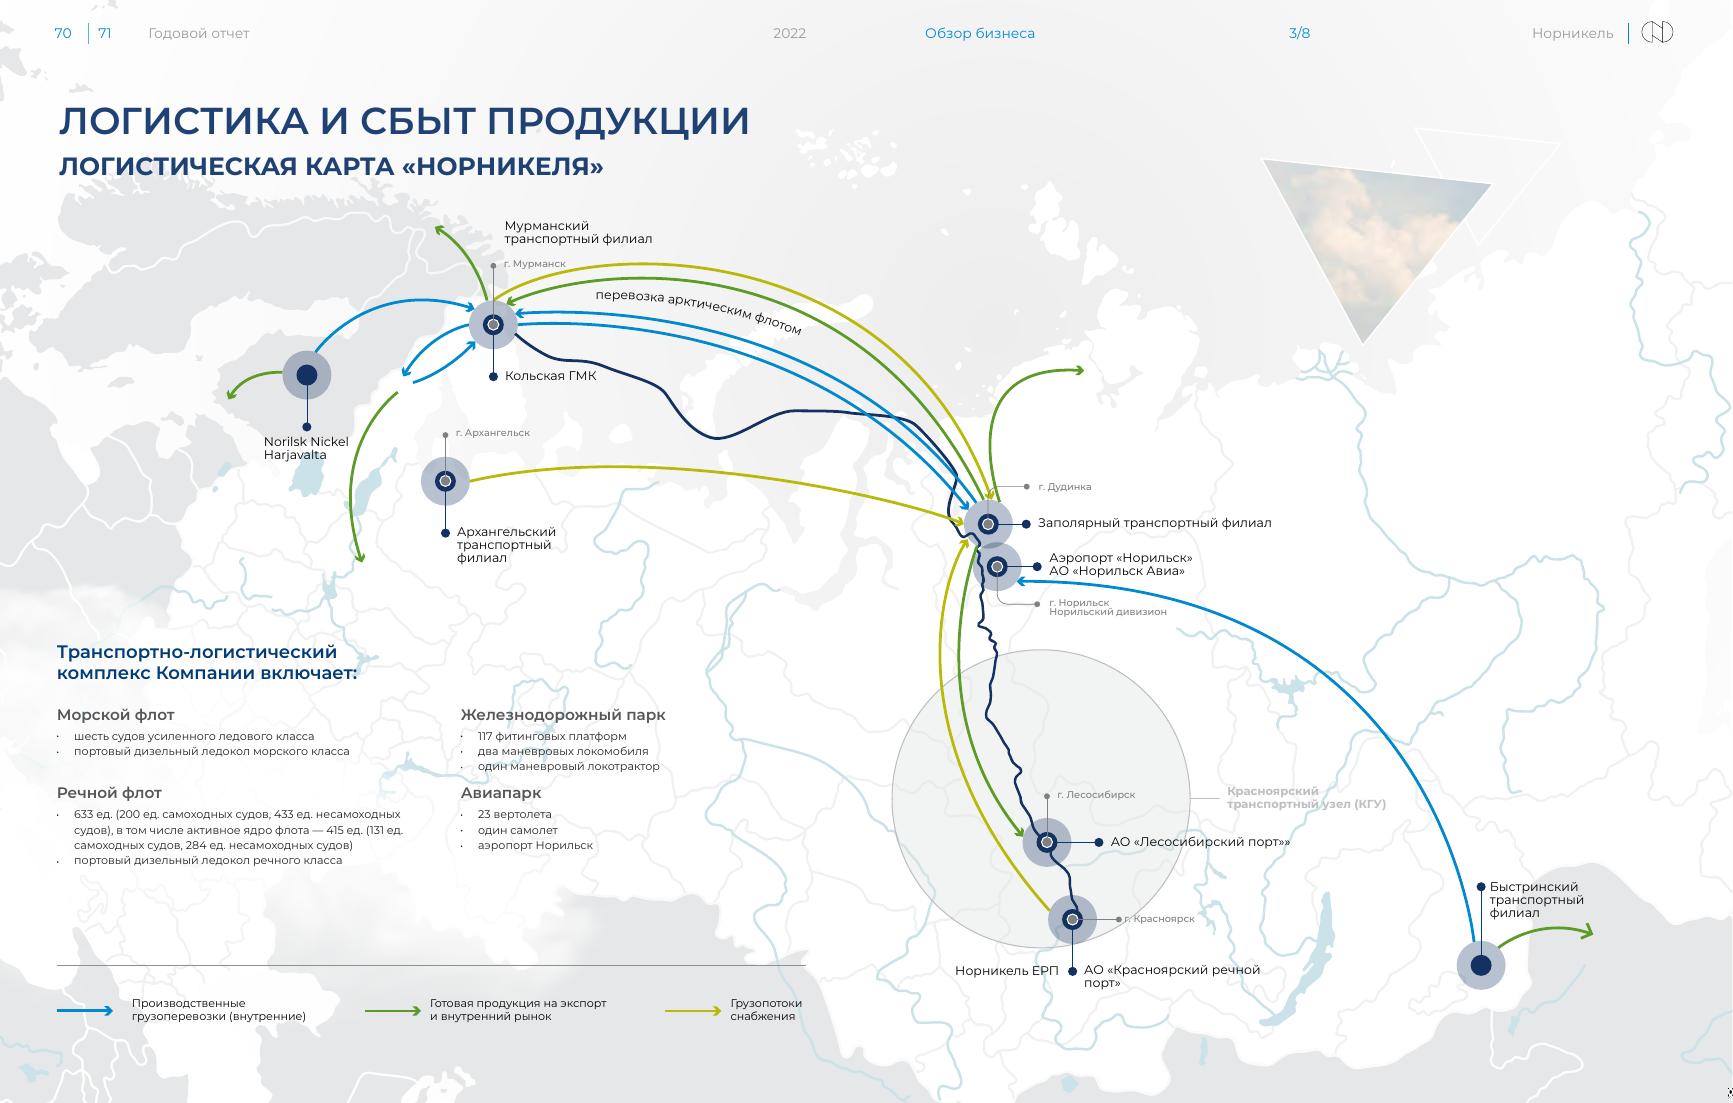 70 71 Годовой отчет 2022 Обзор бизнеса 3/8 Норникель
ЛОГИСТИКА И СБЫТ ПРОДУКЦИИ
ЛОГИСТИЧЕСКАЯ КАРТА «НОРНИКЕЛЯ»
Мурманский
транспортный филиал
г. Мурманск
перевозка арктическим флотом
Кольская ГМК
Norilsk Nickel
Harjavalta
г. Архангельск
Архангельский
транспортный
филиал
г. Дудинка
Заполярный транспортный филиал
Аэропорт «Норильск»
АО «Норильск Авиа»
г. Норильск
Норильский дивизион
Транспортно-логистический
комплекс Компании включает:
Морской флот
· шесть судов усиленного ледового класса
· портовый дизельный ледокол морского класса
Речной флот
· 633 ед. (200 ед. самоходных судов, 433 ед. несамоходных
судов), в том числе активное ядро флота — 415 ед. (131 ед.
самоходных судов, 284 ед. несамоходных судов)
· портовый дизельный ледокол речного класса
Железнодорожный парк
· 117 фитинговых платформ
· два маневровых локомобиля
· один маневровый локотрактор
Авиапарк
· 23 вертолета
· один самолет
· аэропорт Норильск
г. Лесосибирск
Красноярский
транспортный узел (КГУ)
АО «Лесосибирский порт»»
Быстринский
транспортный
филиал
г. Красноярск
Норникель ЕРП
АО «Красноярский речной
порт»
Производственные
грузоперевозки (внутренние)
Готовая продукция на экспорт
и внутренний рынок
Грузопотоки
снабжения